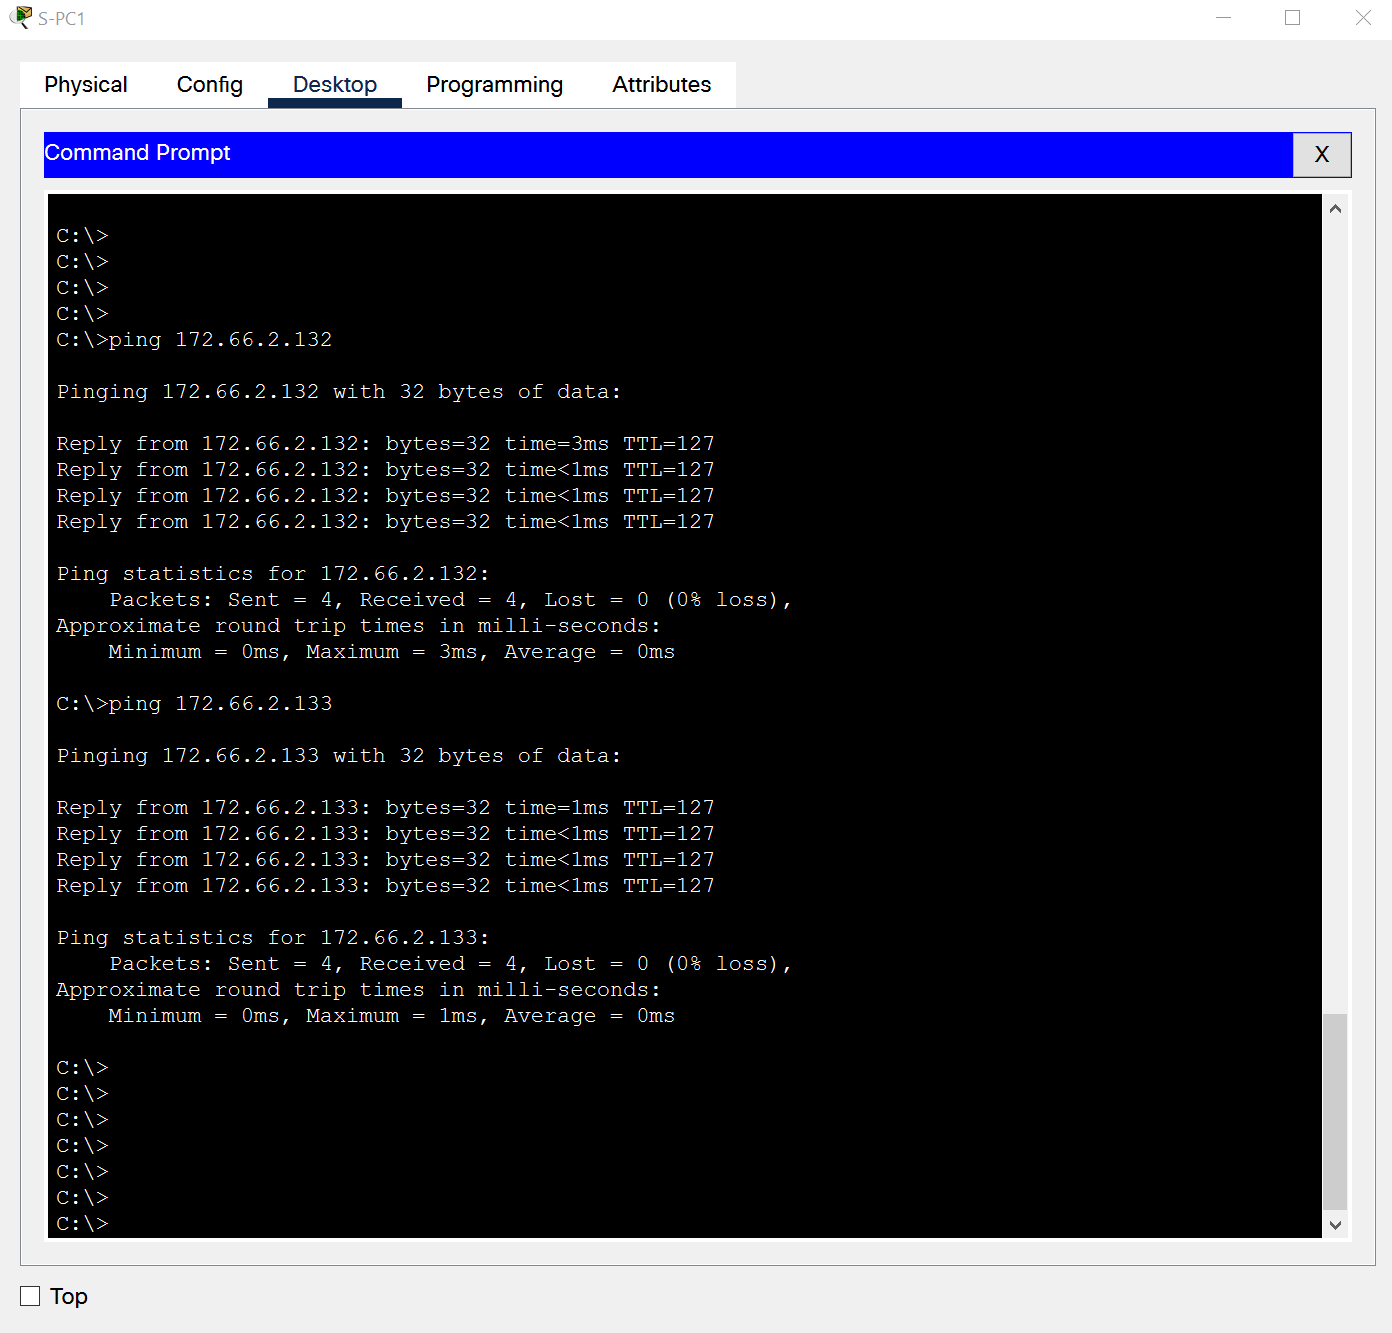 S-PC1
Physical Config Desktop Programming Attributes
Command Prompt X
C:\>
C:\>
C:\>
C:\>
C:\>ping 172.66.2.132
Pinging 172.66.2.132 with 32 bytes of data:
Reply from 172.66.2.132: bytes=32 time=3ms TTL=127
Reply from 172.66.2.132: bytes=32 time<1ms TTL=127
Reply from 172.66.2.132: bytes=32 time<1ms TTL=127
Reply from 172.66.2.132: bytes=32 time<1ms TTL=127
Ping statistics for 172.66.2.132:
    Packets: Sent = 4, Received = 4, Lost = 0 (0% loss),
Approximate round trip times in milli-seconds:
    Minimum = 0ms, Maximum = 3ms, Average = 0ms
C:\>ping 172.66.2.133
Pinging 172.66.2.133 with 32 bytes of data:
Reply from 172.66.2.133: bytes=32 time=1ms TTL=127
Reply from 172.66.2.133: bytes=32 time<1ms TTL=127
Reply from 172.66.2.133: bytes=32 time<1ms TTL=127
Reply from 172.66.2.133: bytes=32 time<1ms TTL=127
Ping statistics for 172.66.2.133:
    Packets: Sent = 4, Received = 4, Lost = 0 (0% loss),
Approximate round trip times in milli-seconds:
    Minimum = 0ms, Maximum = 1ms, Average = 0ms
C:\>
C:\>
C:\>
C:\>
C:\>
C:\>
C:\>
Top